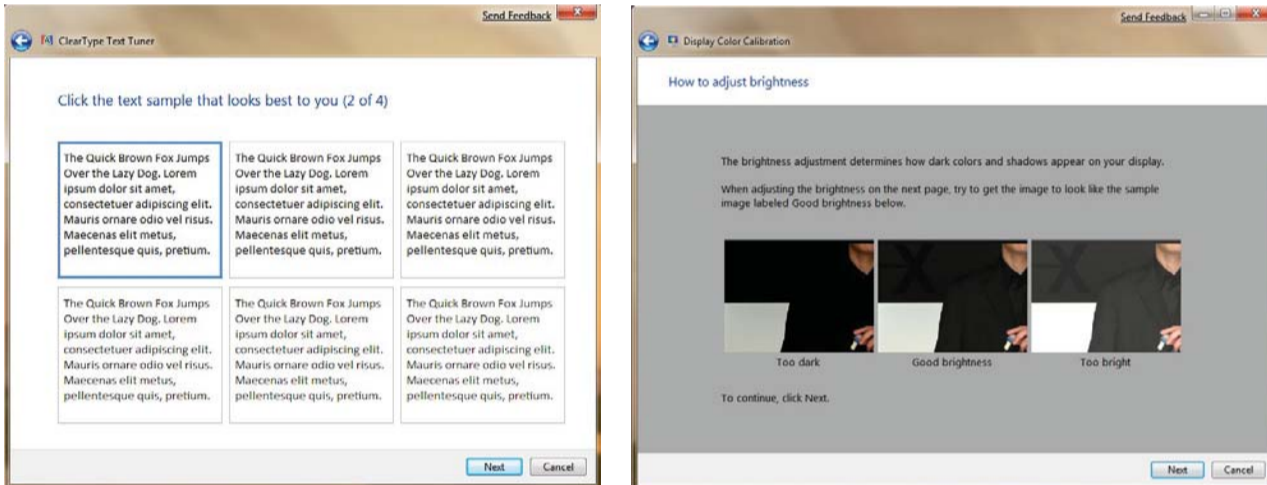 Send Feedback
ClearType Text Tuner
Click the text sample that looks best to you (2 of 4)
The Quick Brown Fox Jumps
Over the Lazy Dog. Lorem
ipsum dolor sit amet,
consectetuer adipiscing elit.
Mauris ornare odio vel risus.
Maecenas elit metus,
pellentesque quis, pretium.
The Quick Brown Fox Jumps
Over the Lazy Dog. Lorem
ipsum dolor sit amet,
consectetuer adipiscing elit.
Mauris ornare odio vel risus.
Maecenas elit metus,
pellentesque quis, pretium.
The Quick Brown Fox Jumps
Over the Lazy Dog. Lorem
ipsum dolor sit amet,
consectetuer adipiscing elit.
Mauris ornare odio vel risus.
Maecenas elit metus,
pellentesque quis, pretium.
The Quick Brown Fox Jumps
Over the Lazy Dog. Lorem
ipsum dolor sit amet,
consectetuer adipiscing elit.
Mauris ornare odio vel risus.
Maecenas elit metus,
pellentesque quis, pretium.
The Quick Brown Fox Jumps
Over the Lazy Dog. Lorem
ipsum dolor sit amet,
consectetuer adipiscing elit.
Mauris ornare odio vel risus.
Maecenas elit metus,
pellentesque quis, pretium.
The Quick Brown Fox Jumps
Over the Lazy Dog. Lorem
ipsum dolor sit amet,
consectetuer adipiscing elit.
Mauris ornare odio vel risus.
Maecenas elit metus,
pellentesque quis, pretium.
Next
Cancel
Send Feedback
Display Color Calibration
How to adjust brightness
The brightness adjustment determines how dark colors and shadows appear on your display.
When adjusting the brightness on the next page, try to get the image to look like the sample
image labeled Good brightness below.
X
X
Too dark
Good brightness
Too bright
To continue, click Next.
Next
Cancel